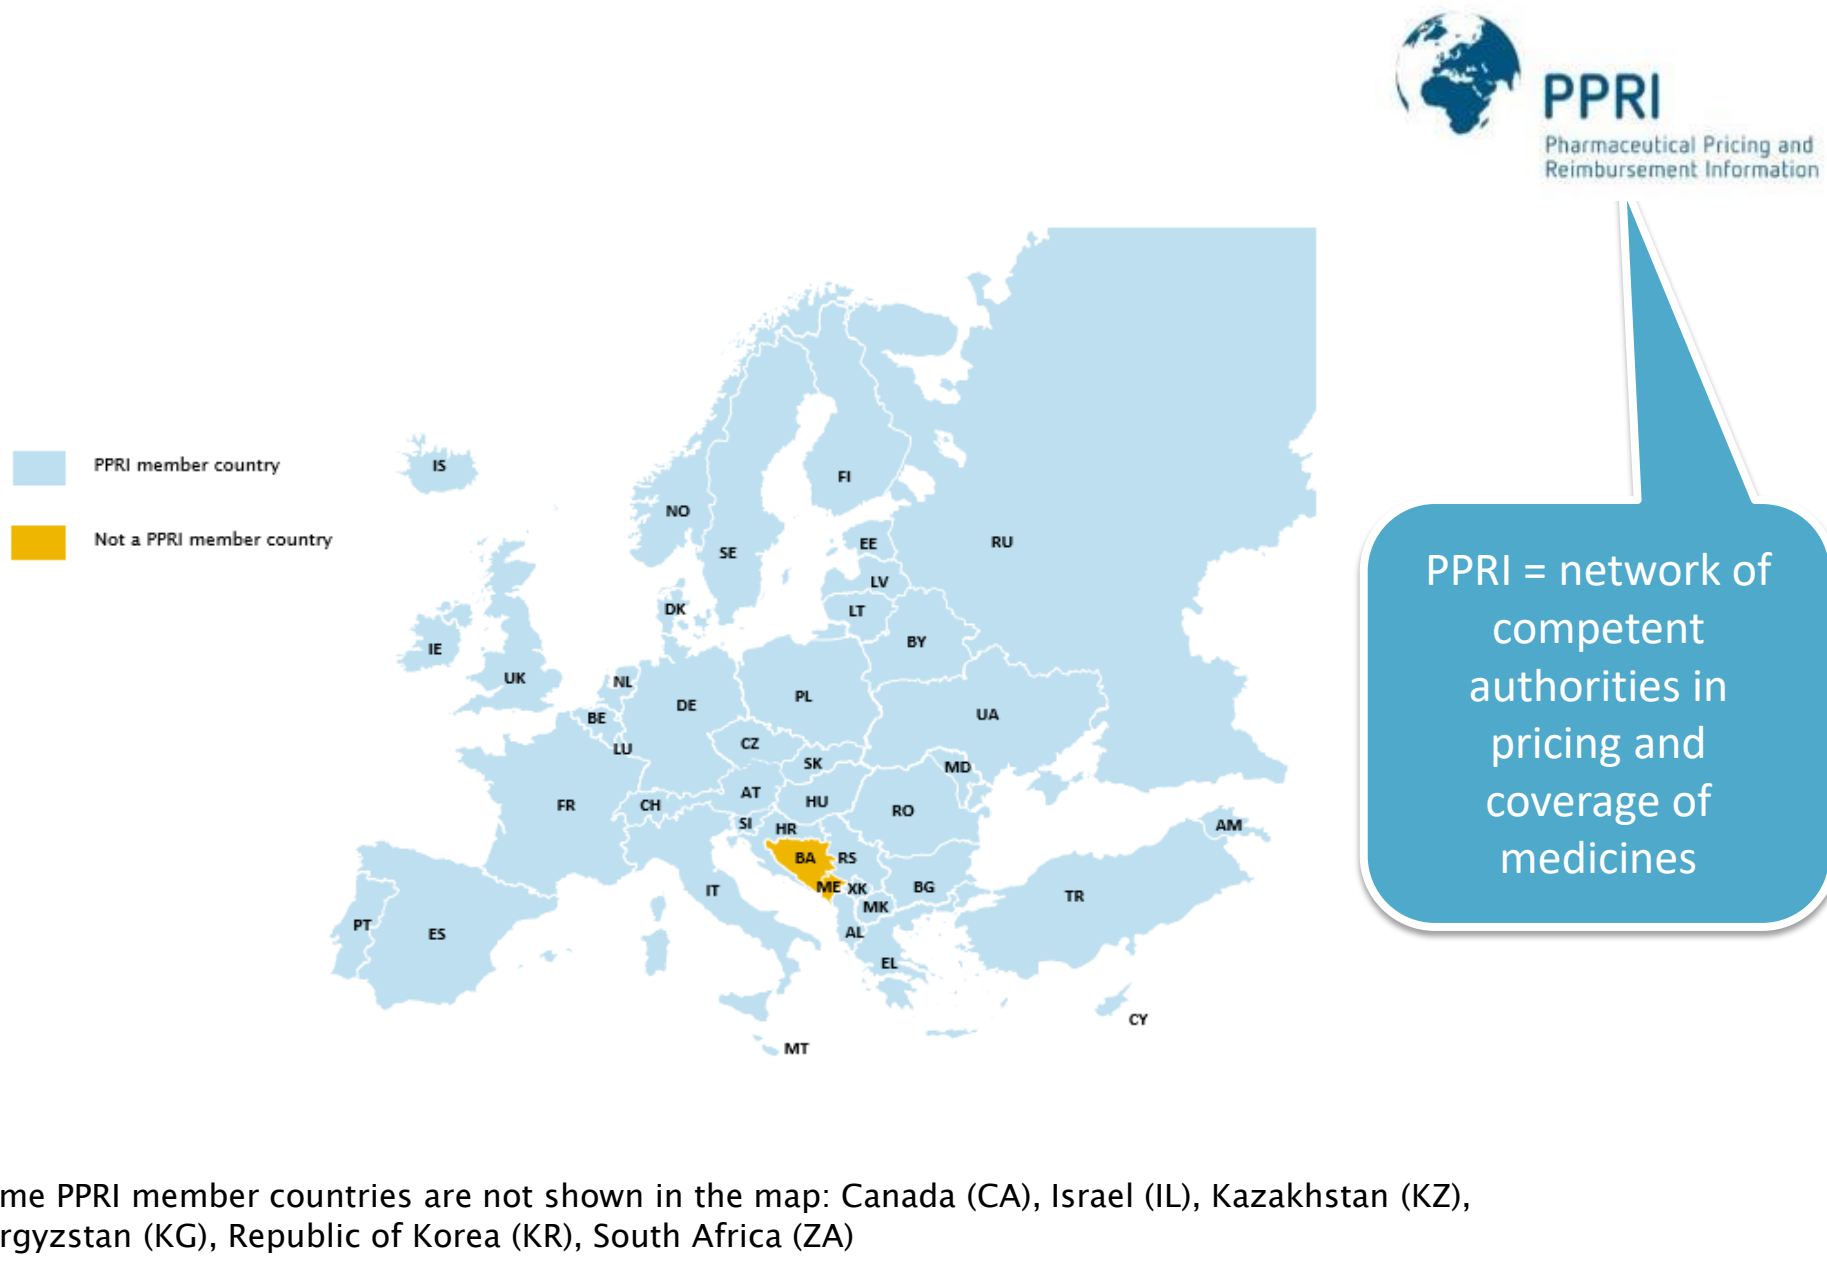 PPRI
Pharmaceutical Pricing and
Reimbursement Information
PPRI member country
Not a PPRI member country
IS
NO
SE
FI
RU
EE
LV
LT
DK
BY
IE
UK
NL
BE
LU
DE
PL
UA
CZ
SK
MD
FR
CH
AT
HU
RO
SI
HR
AM
BA
RS
IT
ME
XK
BG
TR
MK
PT
ES
AL
EL
CY
MT
PPRI = network of
competent
authorities in
pricing and
coverage of
medicines
me PPRI member countries are not shown in the map: Canada (CA), Israel (IL), Kazakhstan (KZ),
rgyzstan (KG), Republic of Korea (KR), South Africa (ZA)